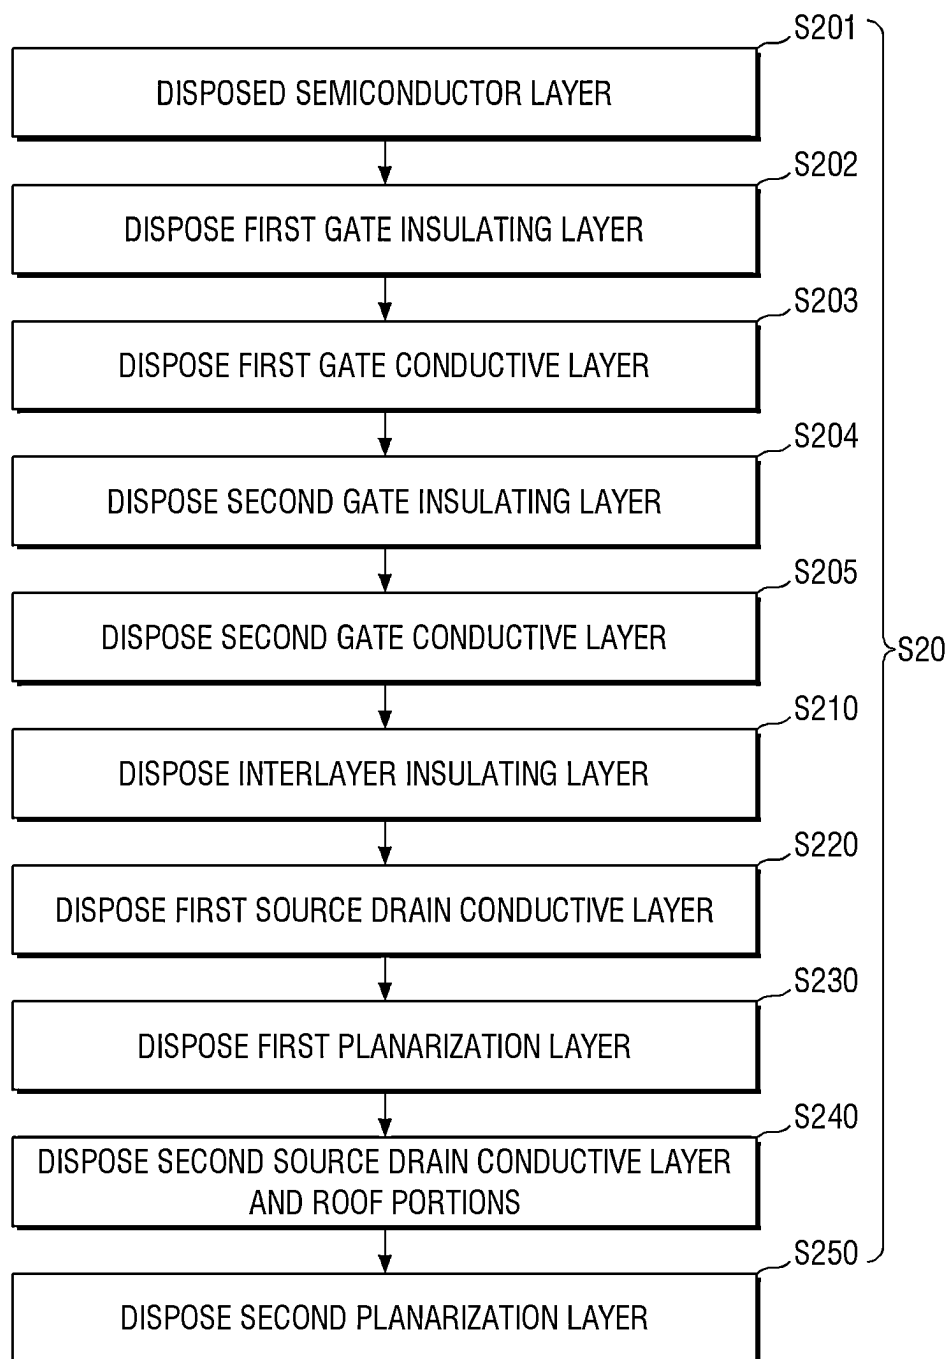 S201
DISPOSED SEMICONDUCTOR LAYER
S202
DISPOSE FIRST GATE INSULATING LAYER
S203
DISPOSE FIRST GATE CONDUCTIVE LAYER
S204
DISPOSE SECOND GATE INSULATING LAYER
S205
DISPOSE SECOND GATE CONDUCTIVE LAYER
S20
S210
DISPOSE INTERLAYER INSULATING LAYER
S220
DISPOSE FIRST SOURCE DRAIN CONDUCTIVE LAYER
S230
DISPOSE FIRST PLANARIZATION LAYER
S240
DISPOSE SECOND SOURCE DRAIN CONDUCTIVE LAYER
AND ROOF PORTIONS
S250
DISPOSE SECOND PLANARIZATION LAYER